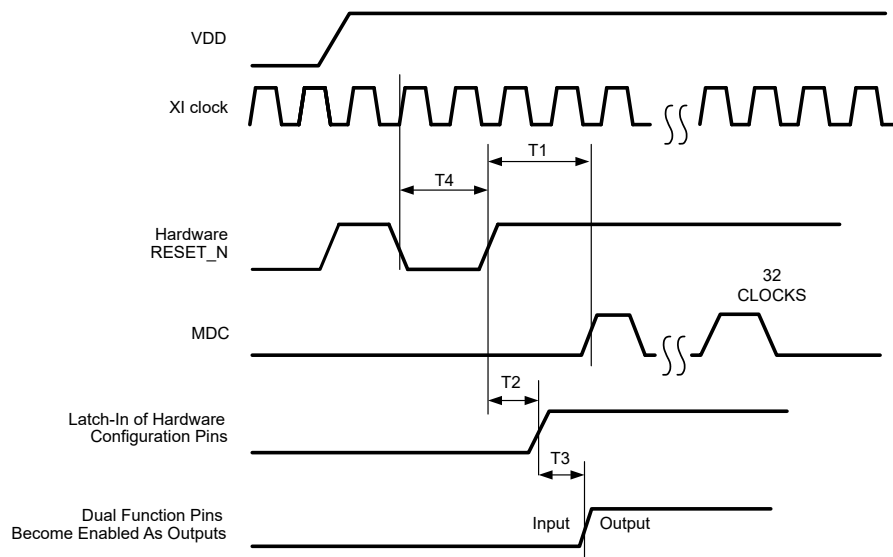 VDD
XI clock
T1
T4
Hardware
RESET_N
32
CLOCKS
MDC
T2
Latch-In of Hardware
Configuration Pins
T3
Dual Function Pins
Become Enabled As Outputs
Input
Output